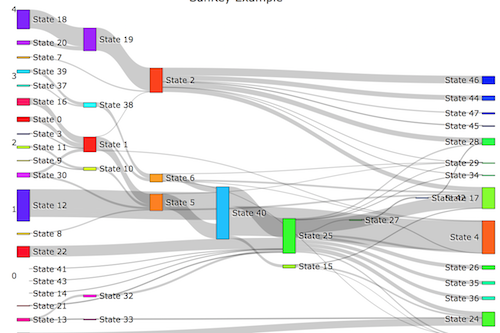 Sankey Example
4
3
2
1
0
State 18
State 20
State 7
State 39
State 37
State 16
State 0
State 3
State 11
State 9
State 30
State 12
State 8
State 22
State 41
State 43
State 14
State 21
State 13
State 19
State 38
State 1
State 10
State 32
State 33
State 2
State 6
State 5
State 40
State 25
State 15
State 27
State 42
State 46
State 44
State 47
State 45
State 28
State 29
State 34
State 17
State 4
State 26
State 35
State 36
State 24